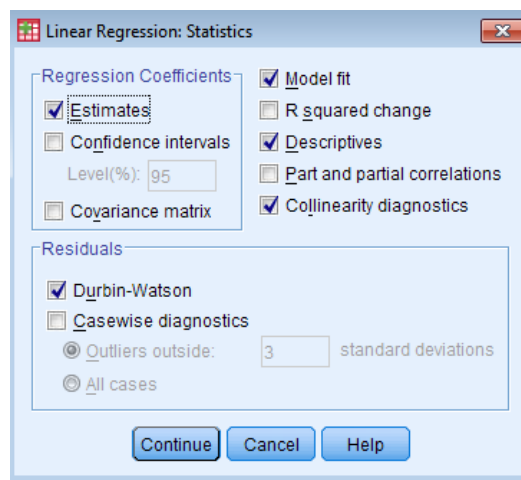 Linear Regression: Statistics
Regression Coefficients
Estimates
Confidence intervals
Level(%): 95
Covariance matrix
Model fit
R squared change
Descriptives
Part and partial correlations
Collinearity diagnostics
Residuals
Durbin-Watson
Casewise diagnostics
Outliers outside: 3 standard deviations
All cases
Continue Cancel Help